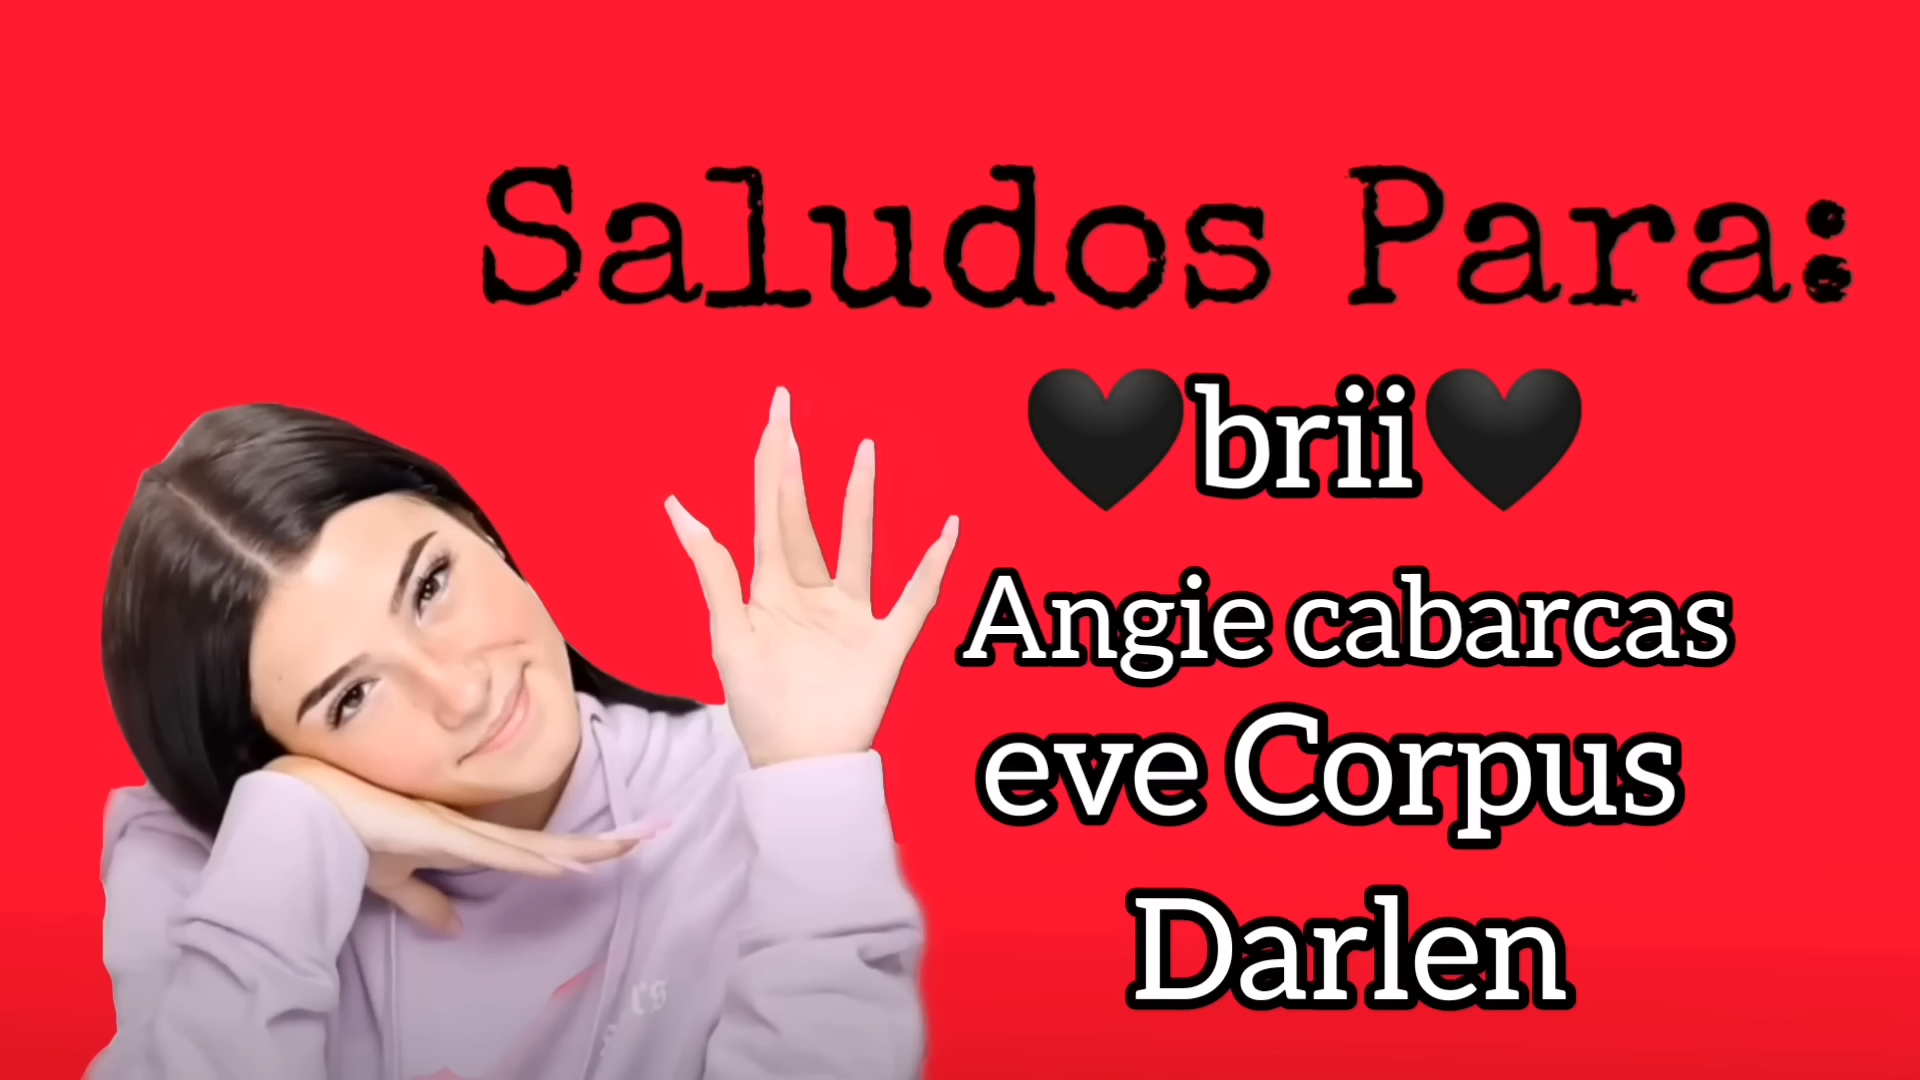 Saludos Para:
🖤brii🖤
Angie cabarcas
eve Corpus
Darlen